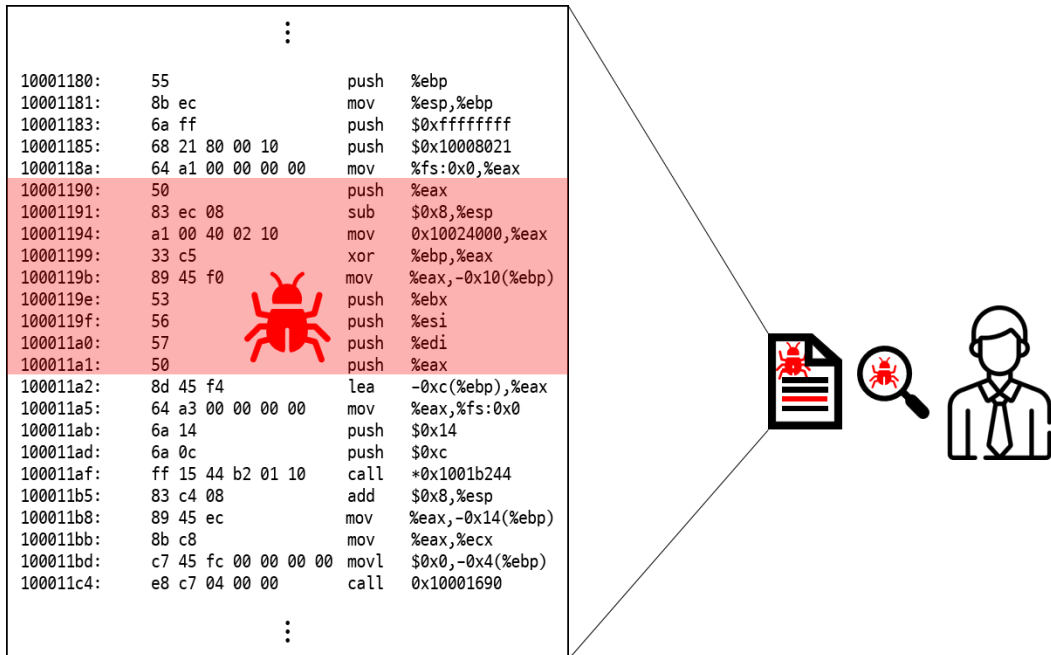 ⋮
10001180: 55 push %ebp
10001181: 8b ec mov %esp,%ebp
10001183: 6a ff push $0xffffffff
10001185: 68 21 80 00 10 push $0x10008021
1000118a: 64 a1 00 00 00 00 mov %fs:0x0,%eax
10001190: 50 push %eax
10001191: 83 ec 08 sub $0x8,%esp
10001194: a1 00 40 02 10 mov 0x10024000,%eax
10001199: 33 c5 xor %ebp,%eax
1000119b: 89 45 f0 mov %eax,-0x10(%ebp)
1000119e: 53 push %ebx
1000119f: 56 push %esi
100011a0: 57 push %edi
100011a1: 50 push %eax
100011a2: 8d 45 f4 lea -0xc(%ebp),%eax
100011a5: 64 a3 00 00 00 00 mov %eax,%fs:0x0
100011ab: 6a 14 push $0x14
100011ad: 6a 0c push $0xc
100011af: ff 15 44 b2 01 10 call *0x1001b244
100011b5: 83 c4 08 add $0x8,%esp
100011b8: 89 45 ec mov %eax,-0x14(%ebp)
100011bb: 8b c8 mov %eax,%ecx
100011bd: c7 45 fc 00 00 00 00 movl $0x0,-0x4(%ebp)
100011c4: e8 c7 04 00 00 call 0x10001690
⋮